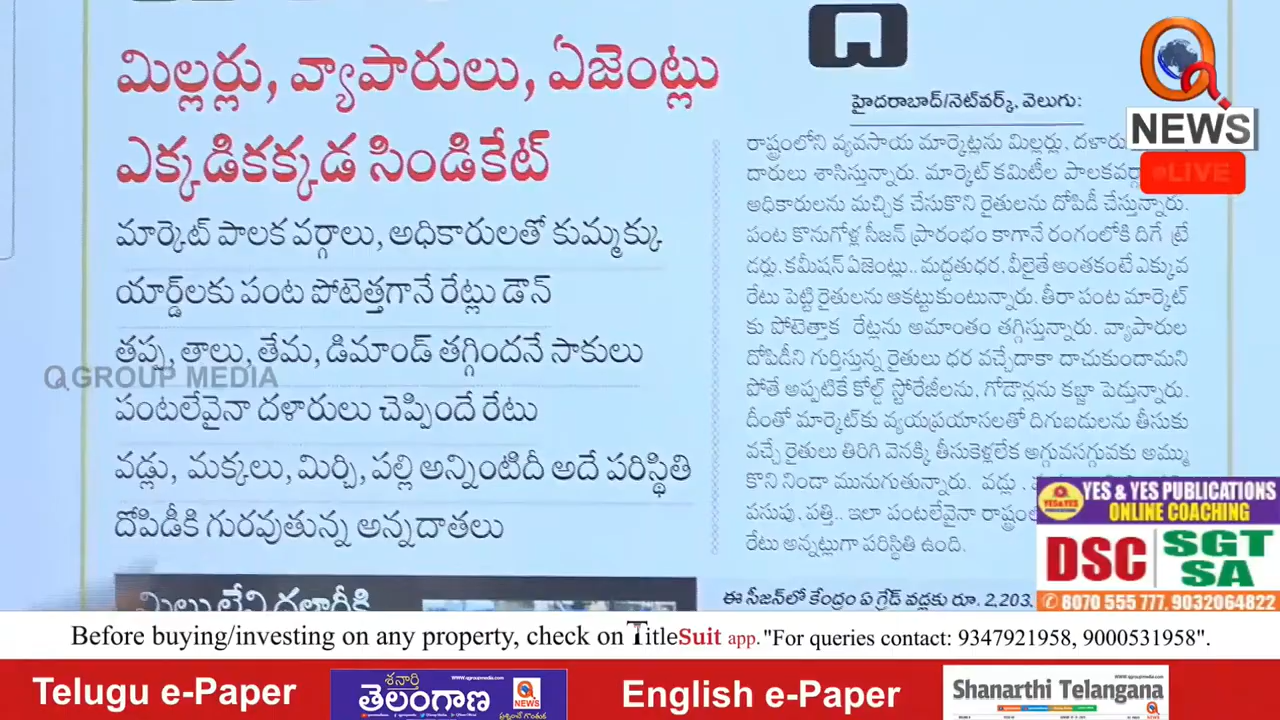 మిల్లర్లు, వ్యాపారులు, ఏజెంట్లు
ఎక్కడికక్కడ సిండికేట్
మార్కెట్ పాలక వర్గాలు, అధికారులతో కుమ్మక్కు
యార్డ్‌లకు పంట పోటెత్తగానే రేట్లు డౌన్
తప్ప, తాలు, తేమ, డిమాండ్ తగ్గిందనే సాకులు
పంటలేవైనా దళారులు చెప్పిందే రేటు
వడ్లు, మక్కలు, మిర్చి, పల్లి అన్నింటిదీ అదే పరిస్థితి
దోపిడీకి గురవుతున్న అన్నదాతలు
ది
హైదరాబాద్/నెట్‌వర్క్, వెలుగు:
రాష్ట్రంలోని వ్యవసాయ మార్కెట్లను మిల్లర్లు, దళారు
దారులు శాసిస్తున్నారు. మార్కెట్ కమిటీల పాలకవర్గా
అధికారులను మచ్చిక చేసుకొని రైతులను దోపిడీ చేస్తున్నారు.
పంట కొనుగోళ్ల సీజన్ ప్రారంభం కాగానే రంగంలోకి దిగే ట్రే
డర్లు, కమీషన్ ఏజెంట్లు.. మద్దతుధర, వీలైతే అంతకంటే ఎక్కువ
రేటు పెట్టి రైతులను ఆకట్టుకుంటున్నారు. తీరా పంట మార్కెట్
కు పోటెత్తాక రేట్లను అమాంతం తగ్గిస్తున్నారు. వ్యాపారుల
దోపిడీని గుర్తిస్తున్న రైతులు ధర వచ్చేదాకా దాచుకుందామని
పోతే అప్పటికే కోల్డ్ స్టోరేజీలను, గోడౌన్లను కబ్జా పెడ్తున్నారు.
దీంతో మార్కెట్‌కు వ్యయప్రయాసలతో దిగుబడులను తీసుకు
వచ్చే రైతులు తిరిగి వెనక్కి తీసుకెళ్లలేక అగ్గువసగ్గువకు అమ్ము
కొని నిండా మునుగుతున్నారు. వడ్లు,
పసుపు, పత్తి.. ఇలా పంటలేవైనా రాష్ట్రం
రేటు అన్నట్లుగా పరిస్థితి ఉంది.
ఈ సీజన్‌లో కేంద్రం ఏ గ్రేడ్ వడ్లకు రూ. 2,203,
Q
NEWS
LIVE
Q GROUP MEDIA
YES & YES PUBLICATIONS
ONLINE COACHING
DSC
SGT
SA
8070 555 777, 9032064822
Before buying/investing on any property, check on TitleSuit app. "For queries contact: 9347921958, 9000531958".
Telugu e-Paper
శనార్తి
తెలంగాణ
NEWS
English e-Paper
Shanarthi Telangana